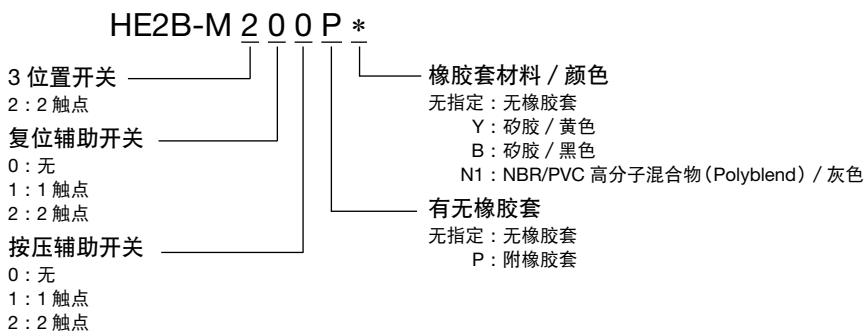 HE2B-M 2 0 0 P *
3 位置开关
2：2 触点
复位辅助开关
0：无
1：1 触点
2：2 触点
按压辅助开关
0：无
1：1 触点
2：2 触点
橡胶套材料 / 颜色
无指定：无橡胶套
Y：矽胶 / 黄色
B：矽胶 / 黑色
N1：NBR/PVC 高分子混合物（Polyblend）/ 灰色
有无橡胶套
无指定：无橡胶套
P：附橡胶套